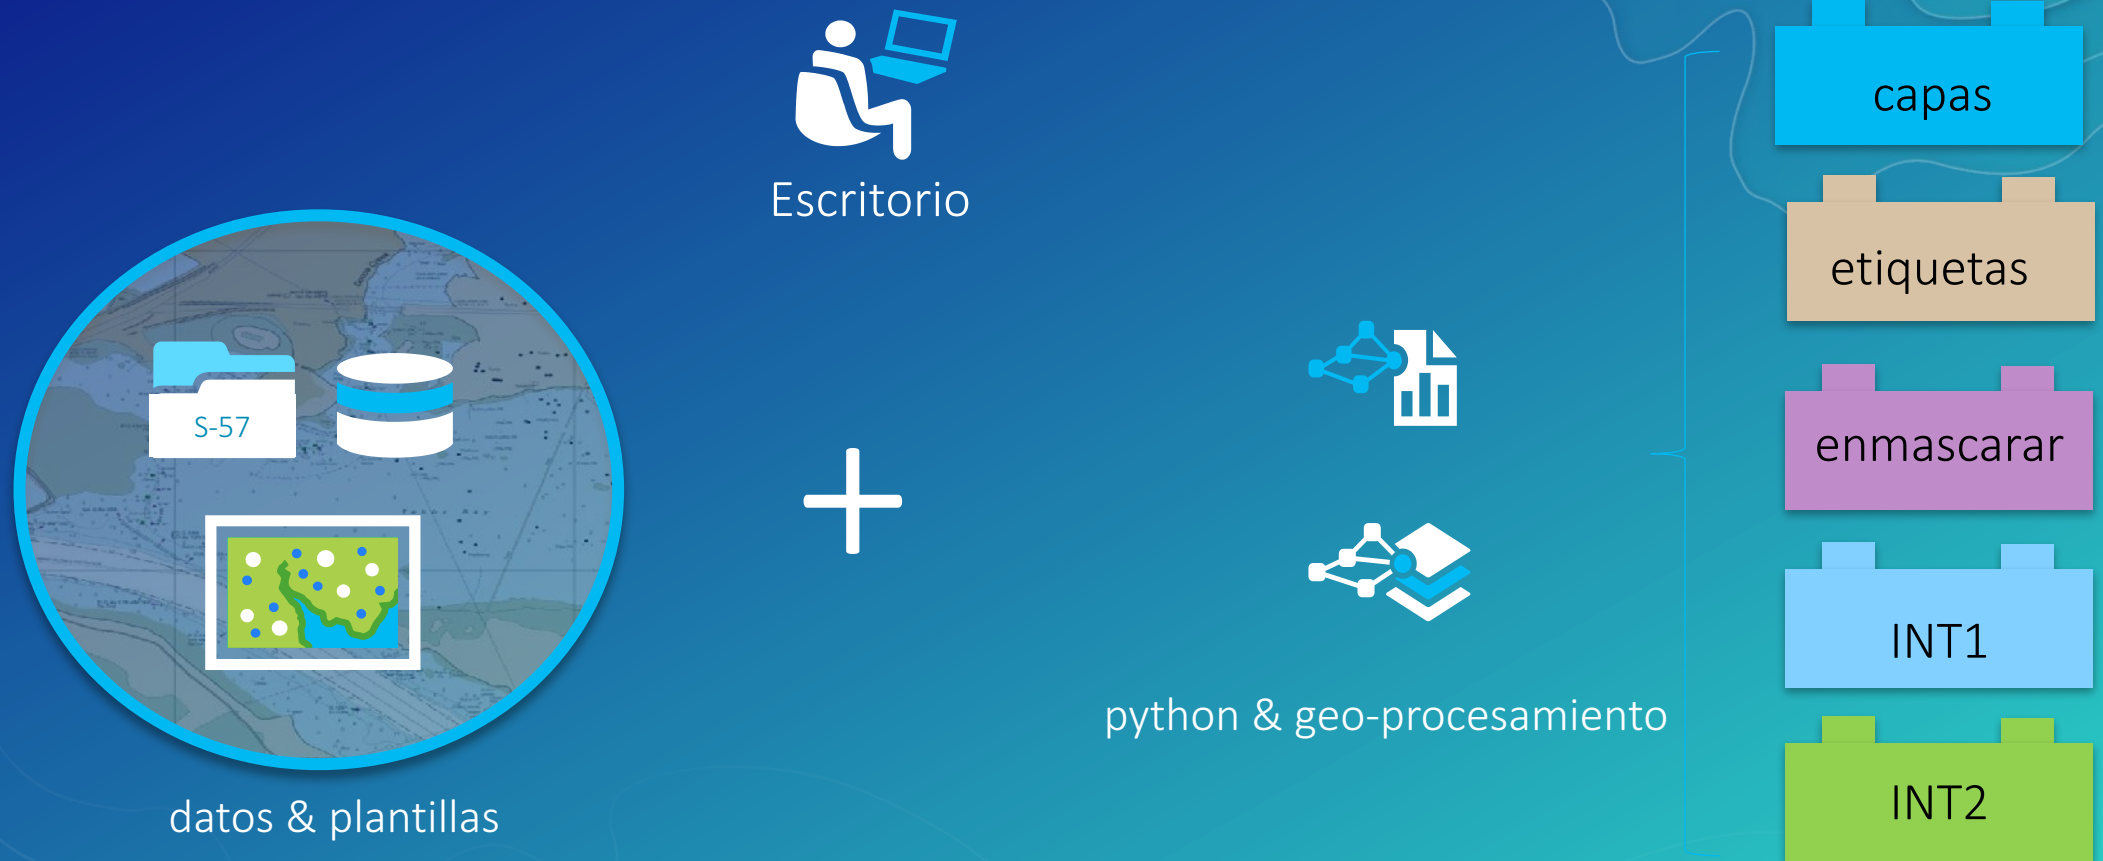 Escritorio
S-57
datos & plantillas
python & geo-procesamiento
capas
etiquetas
enmascarar
INT1
INT2